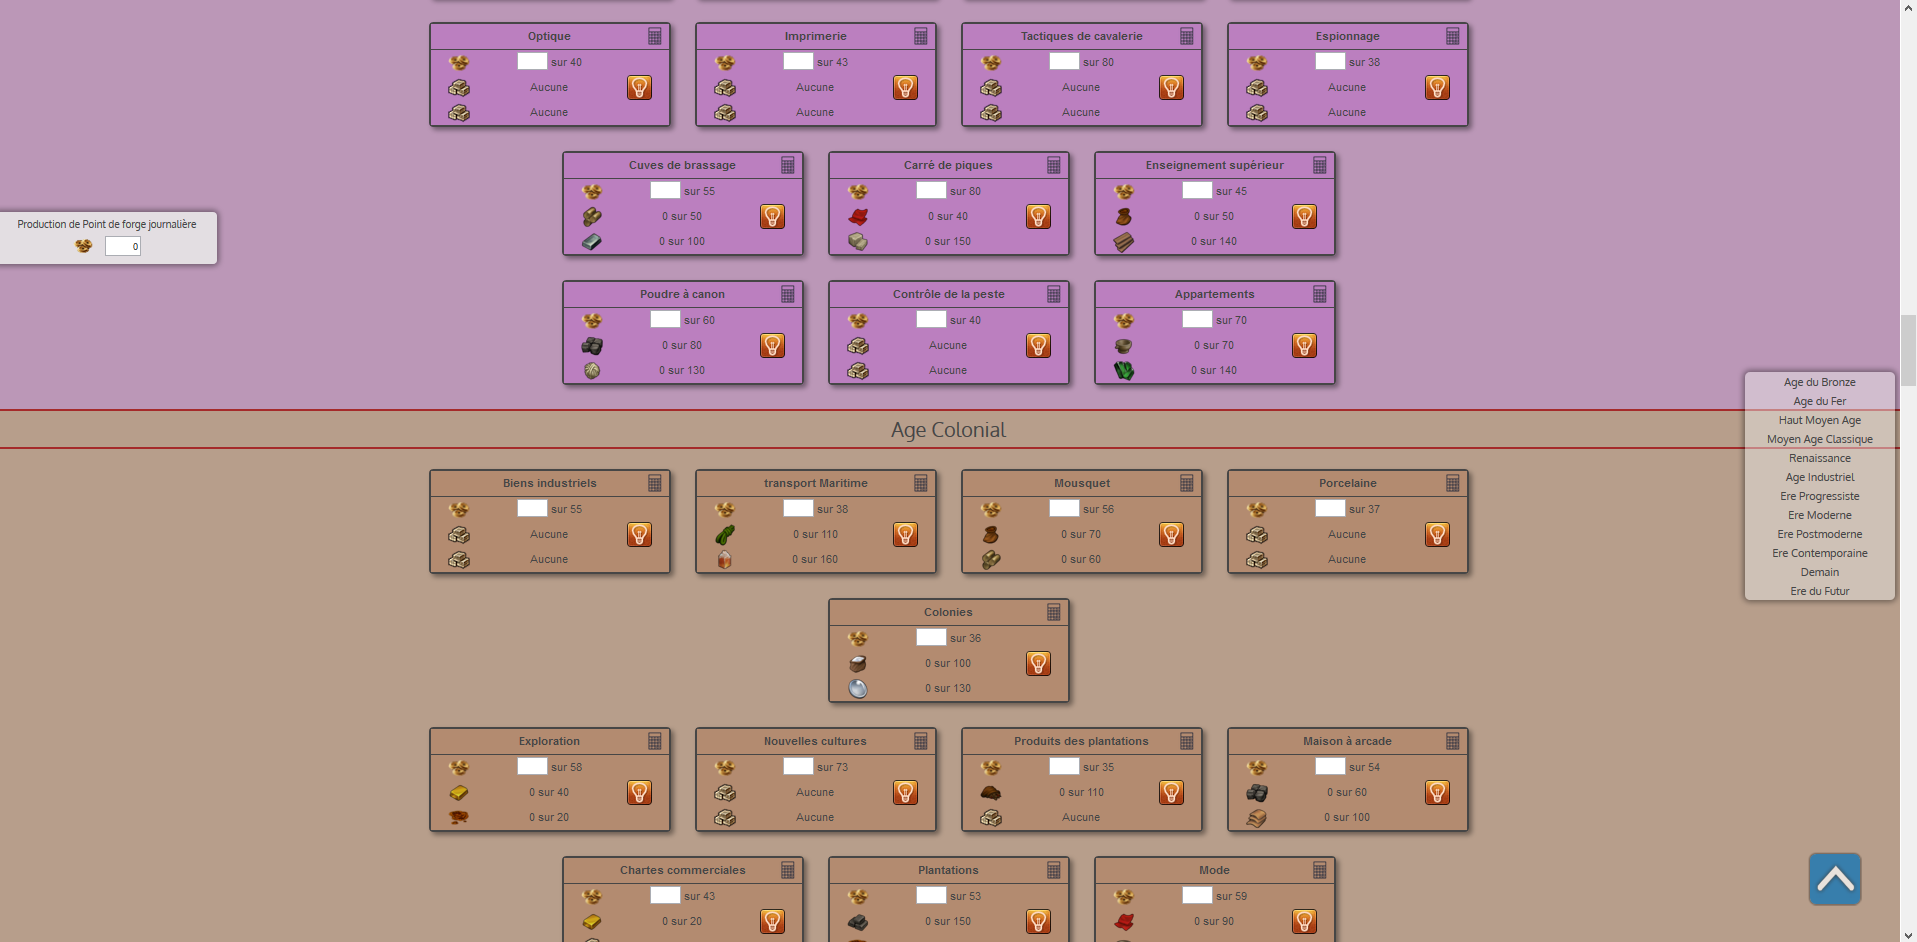 Optique
sur 40
Aucune
Aucune
Imprimerie
sur 43
Aucune
Aucune
Tactiques de cavalerie
sur 80
Aucune
Aucune
Espionnage
sur 38
Aucune
Aucune
Cuves de brassage
sur 55
0 sur 50
0 sur 100
Carré de piques
sur 80
0 sur 40
0 sur 150
Enseignement supérieur
sur 45
0 sur 50
0 sur 140
Production de Point de forge journalière
0
Poudre à canon
sur 60
0 sur 80
0 sur 130
Contrôle de la peste
sur 40
Aucune
Aucune
Appartements
sur 70
0 sur 70
0 sur 140
Age Colonial
Age du Bronze
Age du Fer
Haut Moyen Age
Moyen Age Classique
Renaissance
Age Industriel
Ere Progressiste
Ere Moderne
Ere Postmoderne
Ere Contemporaine
Demain
Ere du Futur
Biens industriels
sur 55
Aucune
Aucune
transport Maritime
sur 38
0 sur 110
0 sur 160
Mousquet
sur 56
0 sur 70
0 sur 60
Porcelaine
sur 37
Aucune
Aucune
Colonies
sur 36
0 sur 100
0 sur 130
Exploration
sur 58
0 sur 40
0 sur 20
Nouvelles cultures
sur 73
Aucune
Aucune
Produits des plantations
sur 35
0 sur 110
Aucune
Maison à arcade
sur 54
0 sur 60
0 sur 100
Chartes commerciales
sur 43
0 sur 20
Plantations
sur 53
0 sur 150
Mode
sur 59
0 sur 90